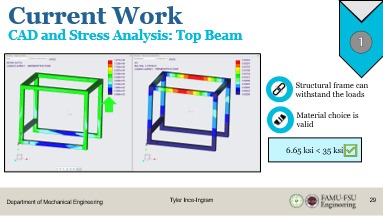 Current Work
CAD and Stress Analysis: Top Beam
1
Structural frame can
withstand the loads
Material choice is
valid
6.65 ksi < 35 ksi
Department of Mechanical Engineering
Tyler Inco-Ingram
FAMU-FSU
Engineering
29